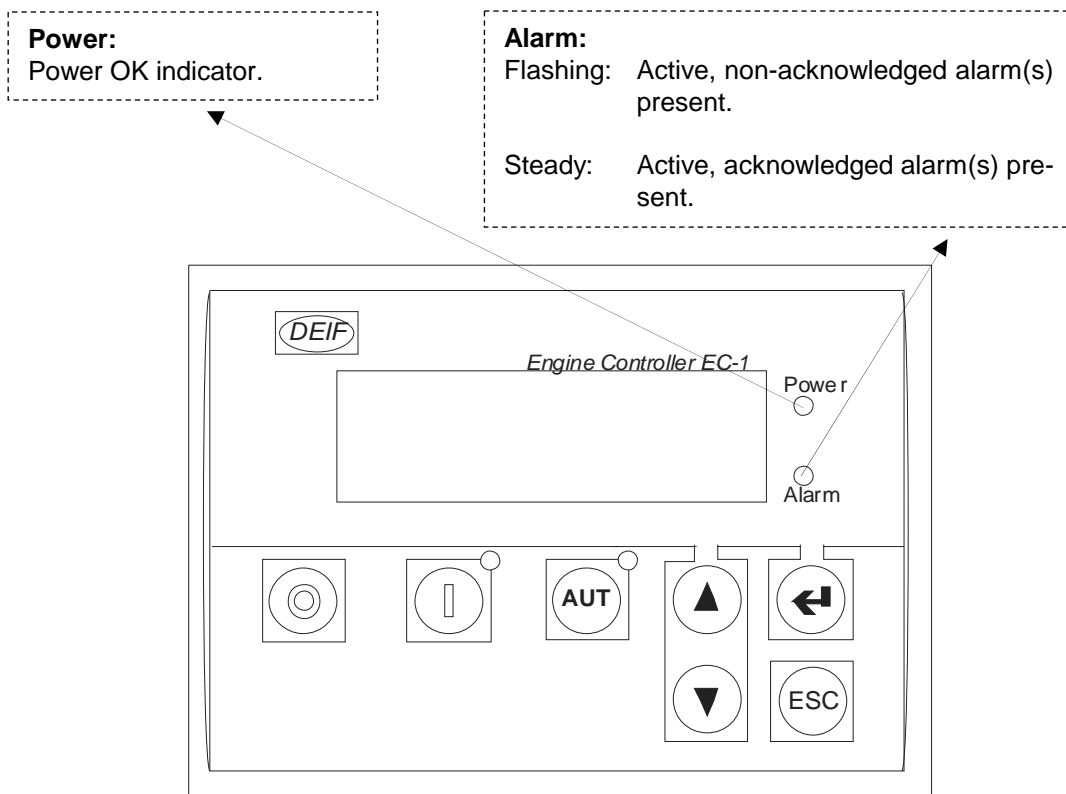 Power:
Power OK indicator.
Alarm:
Flashing: Active, non-acknowledged alarm(s)
present.
Steady: Active, acknowledged alarm(s) pre-
sent.
DEIF
Engine Controller EC-1
Power
Alarm
AUT
ESC